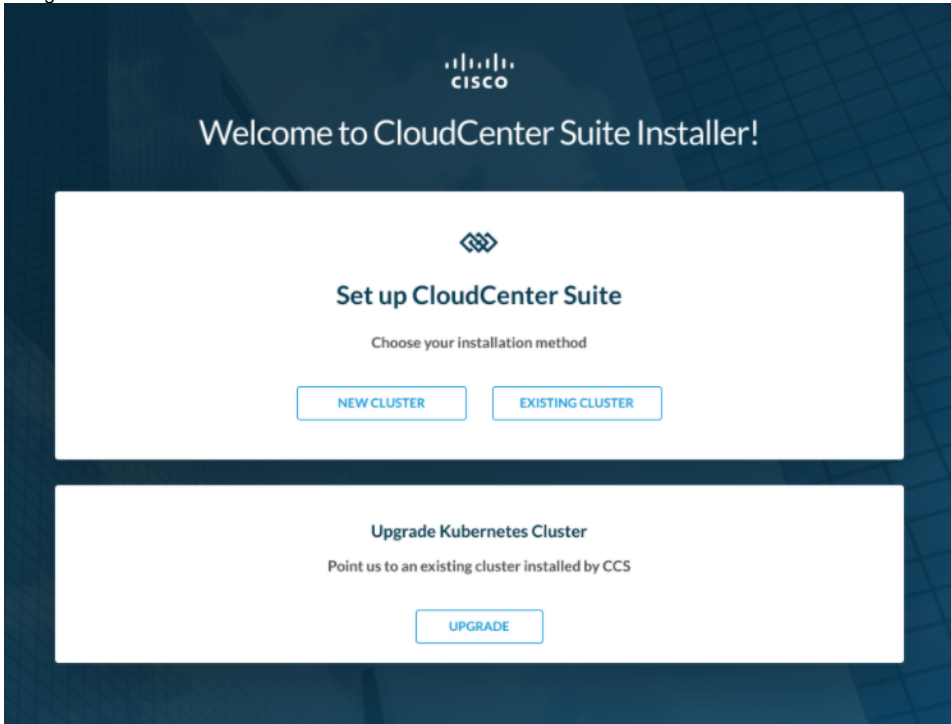 CISCO
Welcome to CloudCenter Suite Installer!
Set up CloudCenter Suite
Choose your installation method
NEW CLUSTER EXISTING CLUSTER
Upgrade Kubernetes Cluster
Point us to an existing cluster installed by CCS
UPGRADE